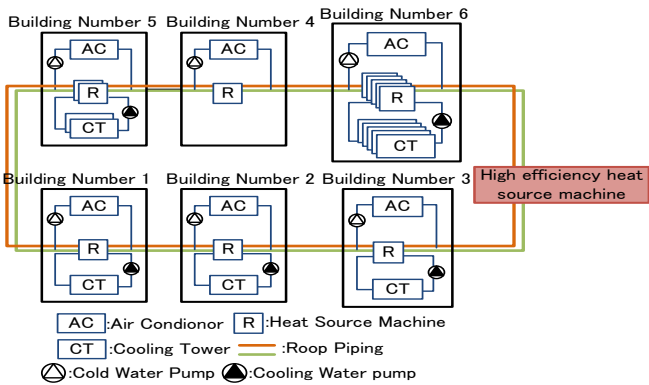 Building Number 5
Building Number 4
Building Number 6
AC
AC
AC
R
R
R
CT
CT
Building Number 1
Building Number 2
Building Number 3
High efficiency heat
source machine
AC
AC
AC
R
R
R
CT
CT
CT
AC :Air Condionor R :Heat Source Machine
CT :Cooling Tower :Roop Piping
:Cold Water Pump :Cooling Water pump